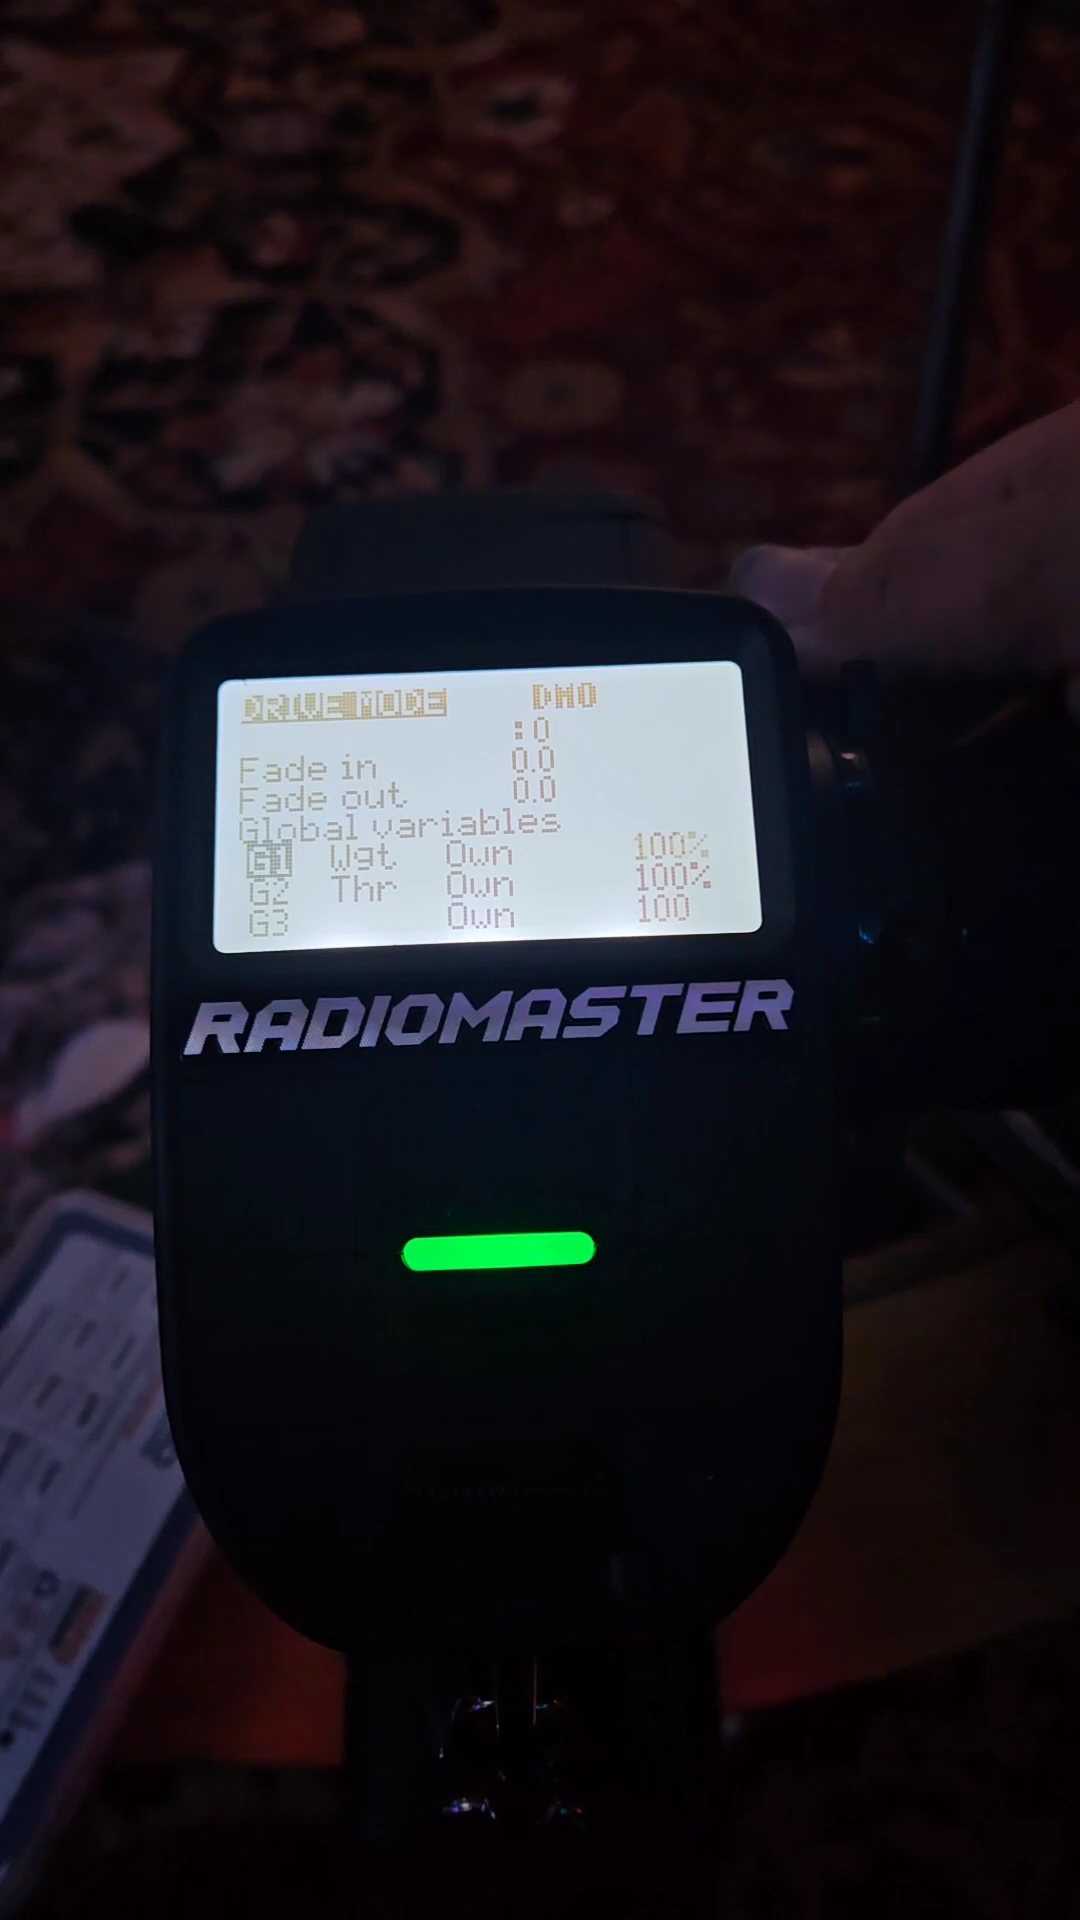 DRIVE MODE DM0
:0
Fade in 0.0
Fade out 0.0
Global variables
G1 Wgt Own 100%
G2 Thr Own 100%
G3 Own 100
RADIOMASTER